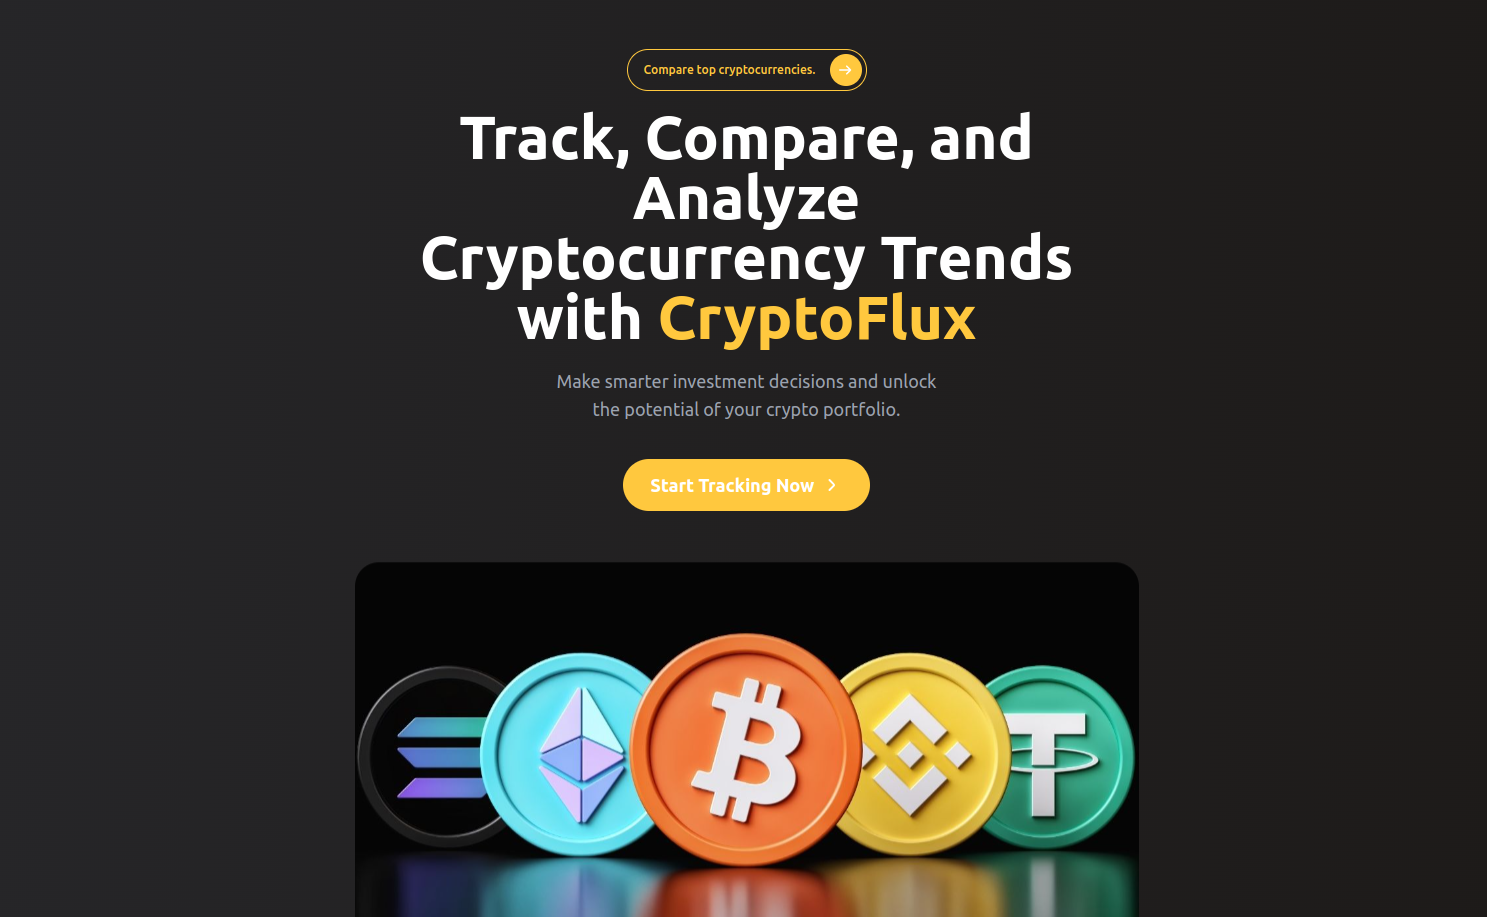 Compare top cryptocurrencies.
Track, Compare, and
Analyze
Cryptocurrency Trends
with CryptoFlux
Make smarter investment decisions and unlock
the potential of your crypto portfolio.
Start Tracking Now